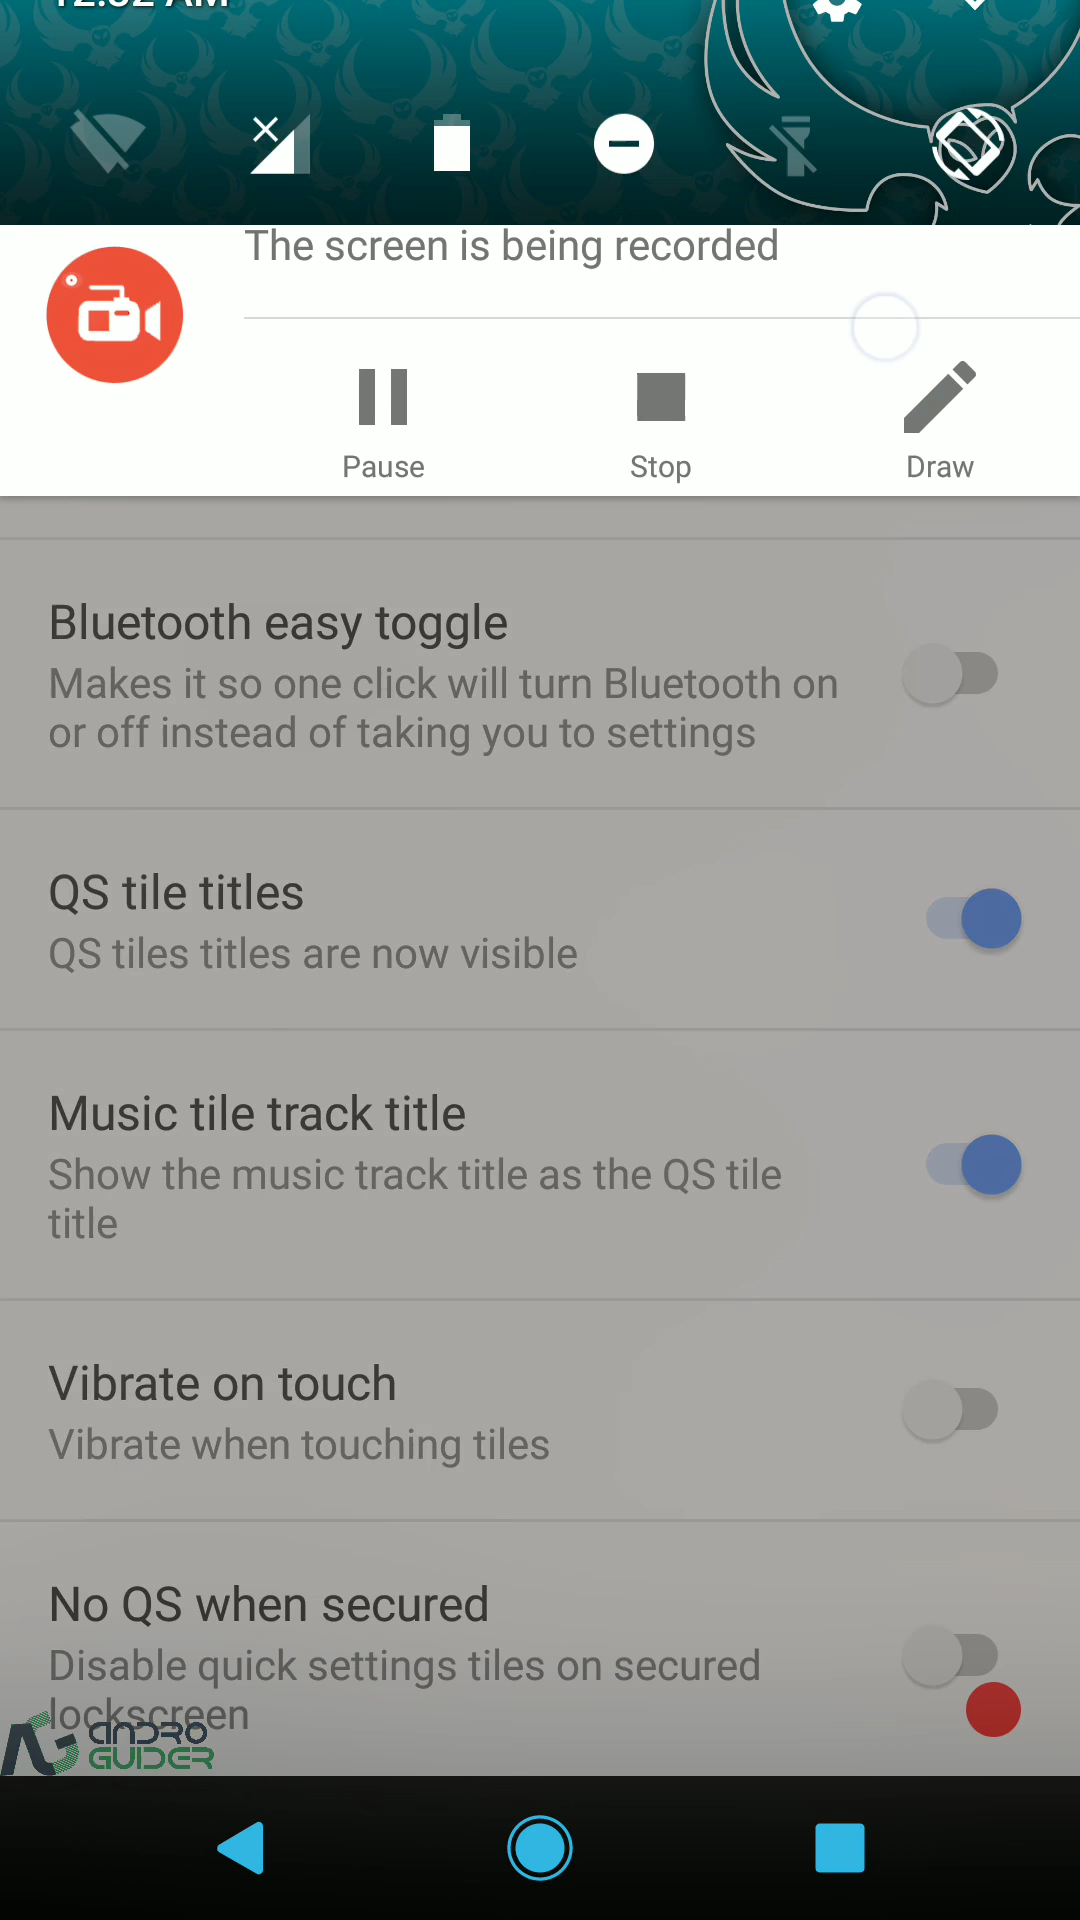 12:52 AM
The screen is being recorded
Pause Stop Draw
Bluetooth easy toggle
Makes it so one click will turn Bluetooth on
or off instead of taking you to settings
QS tile titles
QS tiles titles are now visible
Music tile track title
Show the music track title as the QS tile
title
Vibrate on touch
Vibrate when touching tiles
No QS when secured
Disable quick settings tiles on secured
lockscreen
ANDRO
GUIDER